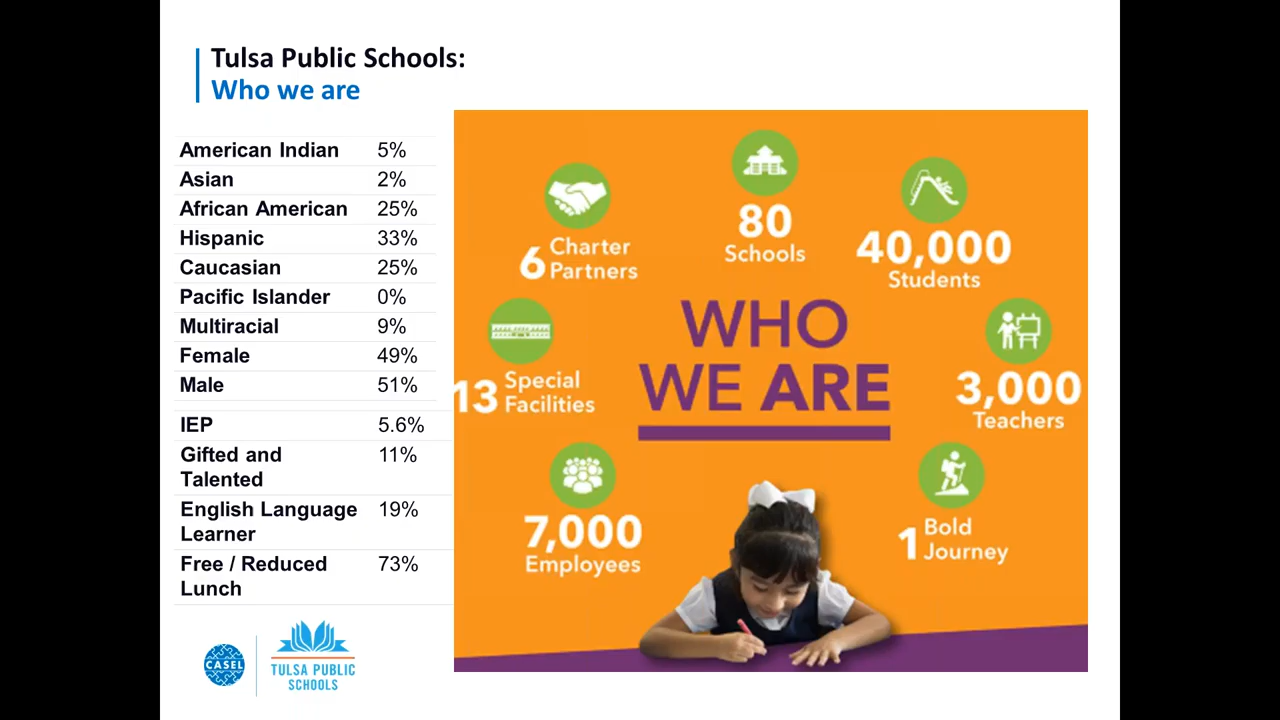 Tulsa Public Schools:
Who we are
American Indian 5%
Asian 2%
African American 25%
Hispanic 33%
Caucasian 25%
Pacific Islander 0%
Multiracial 9%
Female 49%
Male 51%
IEP 5.6%
Gifted and 11%
Talented
English Language 19%
Learner
Free / Reduced 73%
Lunch
CASEL
TULSA PUBLIC
SCHOOLS
80
Schools
6 Charter
Partners
40,000
Students
WHO
WE ARE
13 Special
Facilities
3,000
Teachers
7,000
Employees
1 Bold
Journey